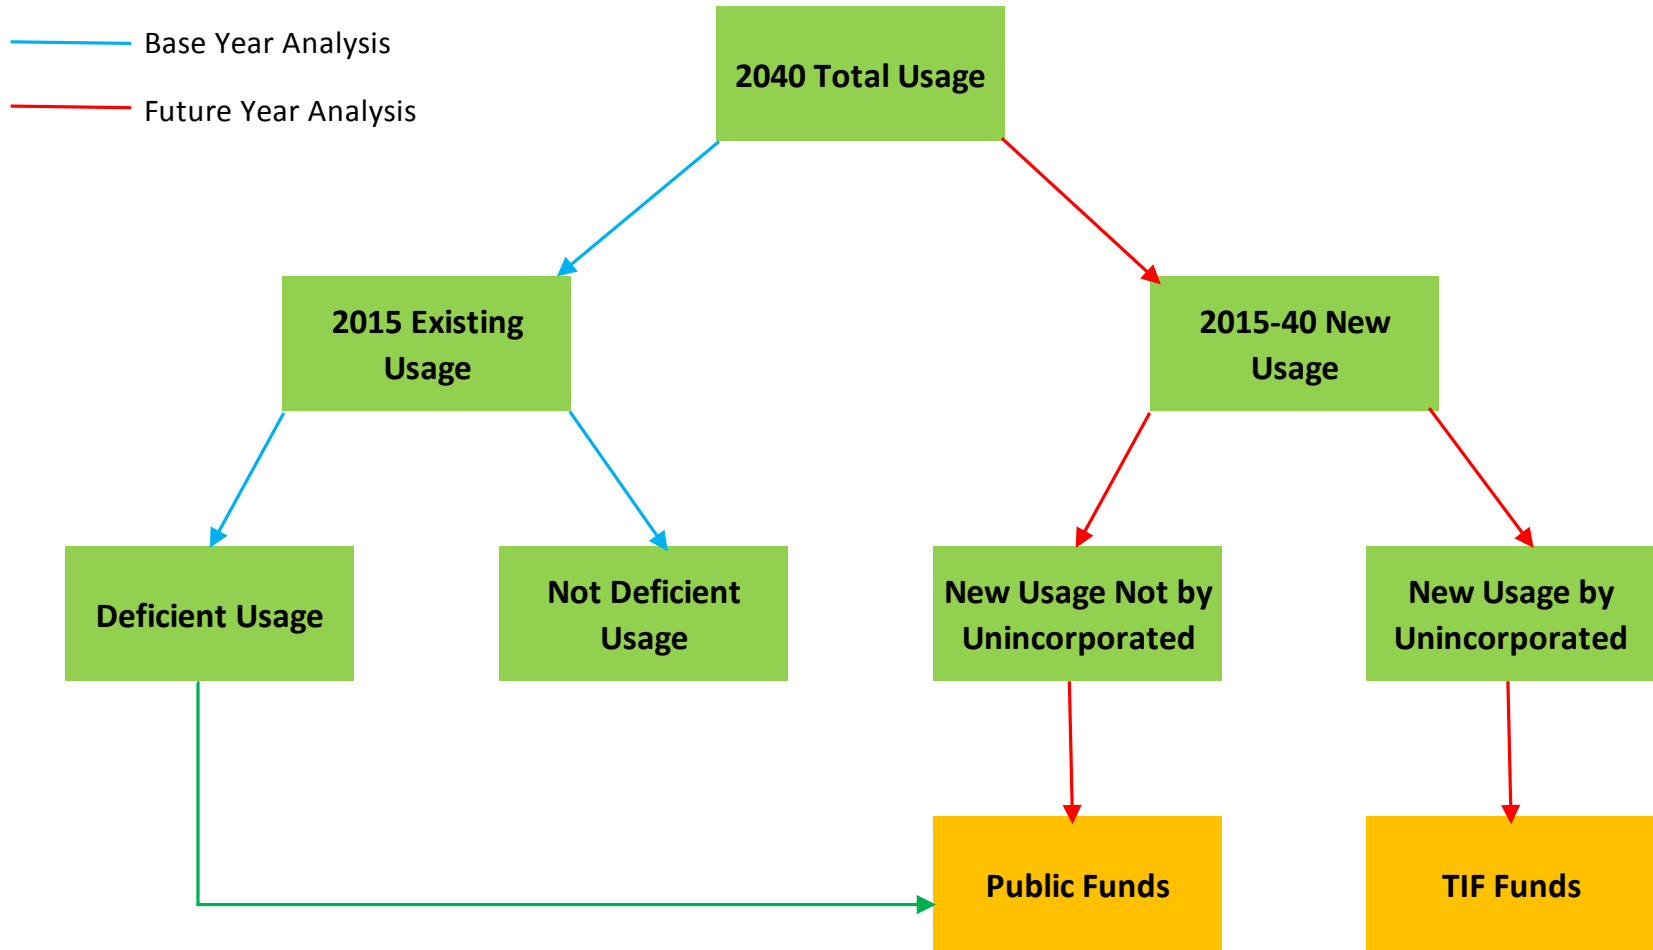 Base Year Analysis
Future Year Analysis
2040 Total Usage
2015 Existing
Usage
2015-40 New
Usage
Deficient Usage
Not Deficient
Usage
New Usage Not by
Unincorporated
New Usage by
Unincorporated
Public Funds
TIF Funds